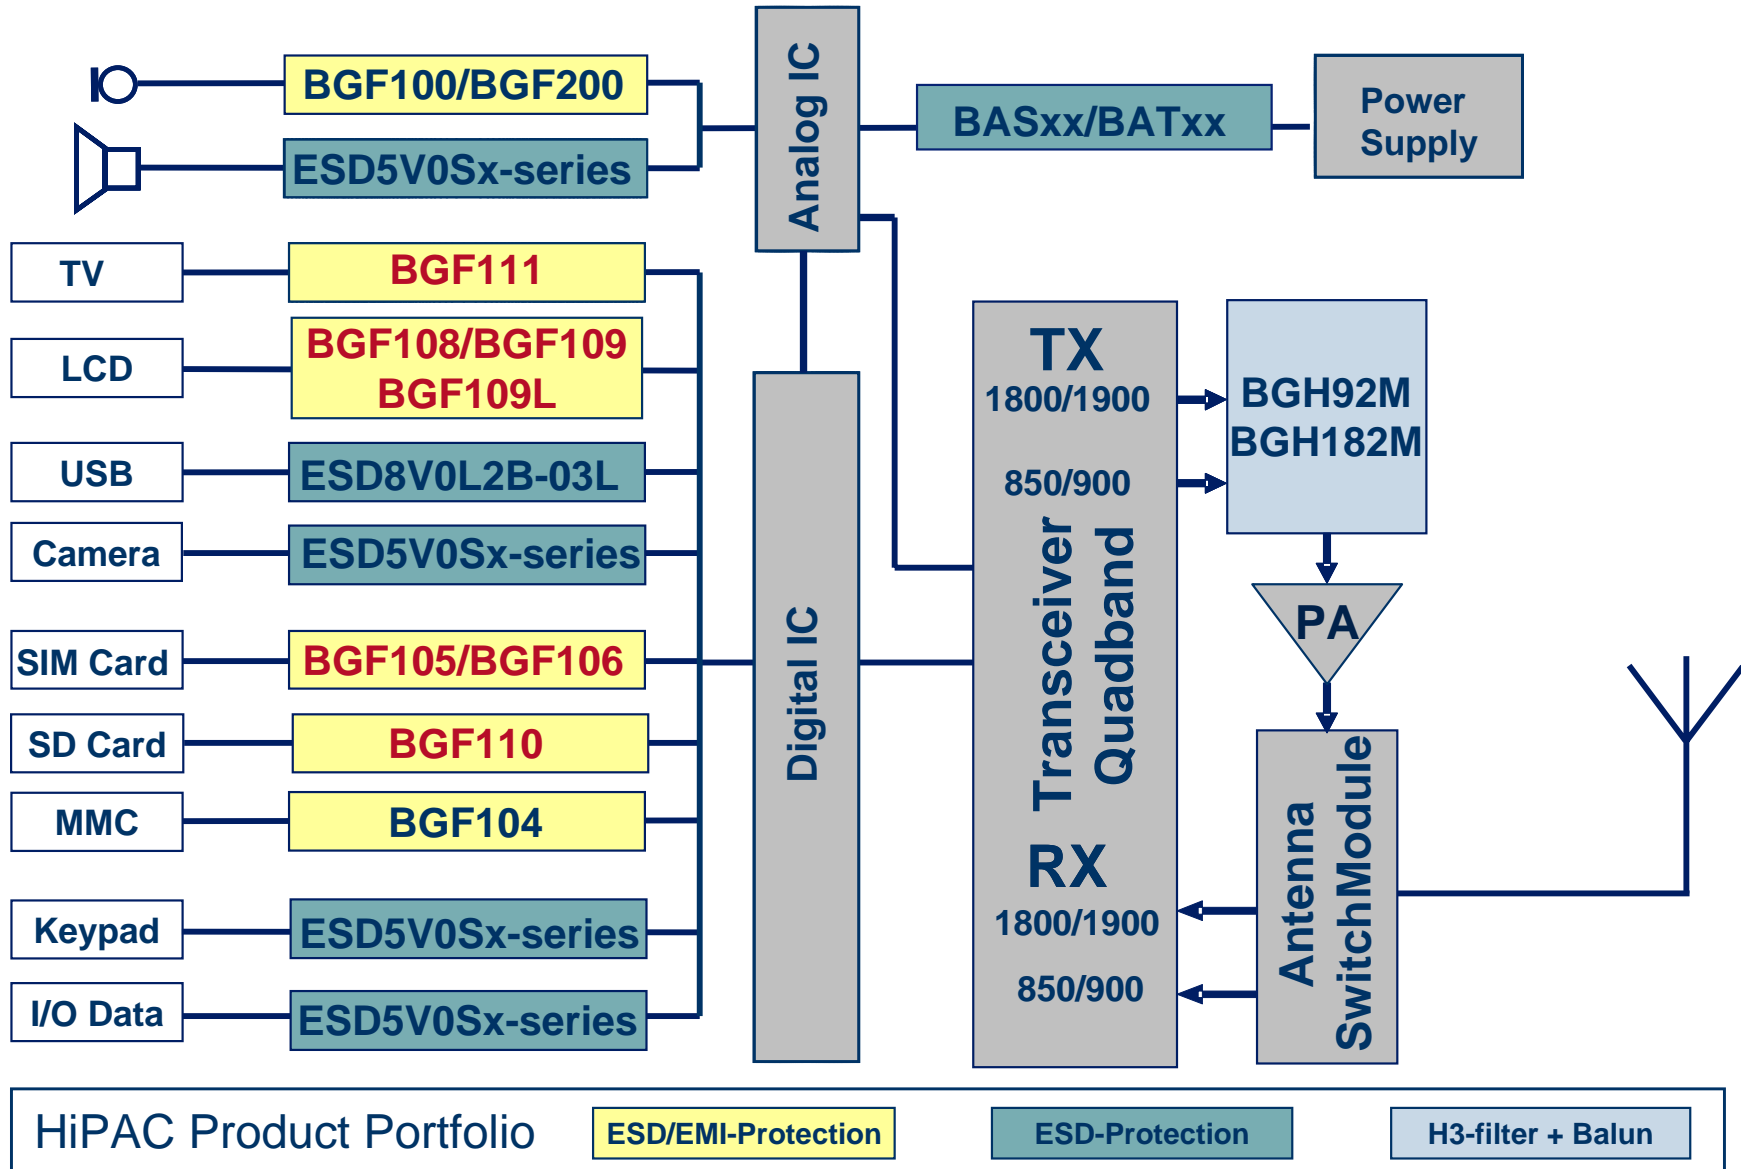 BGF100/BGF200
ESD5V0Sx-series
Analog IC
BASxx/BATxx
Power
Supply
TV
BGF111
LCD
BGF108/BGF109
BGF109L
USB
ESD8V0L2B-03L
Camera
ESD5V0Sx-series
SIM Card
BGF105/BGF106
SD Card
BGF110
MMC
BGF104
Keypad
ESD5V0Sx-series
I/O Data
ESD5V0Sx-series
Digital IC
TX
1800/1900
850/900
Transceiver
Quadband
RX
1800/1900
850/900
BGH92M
BGH182M
PA
Antenna
SwitchModule
HiPAC Product Portfolio
ESD/EMI-Protection
ESD-Protection
H3-filter + Balun